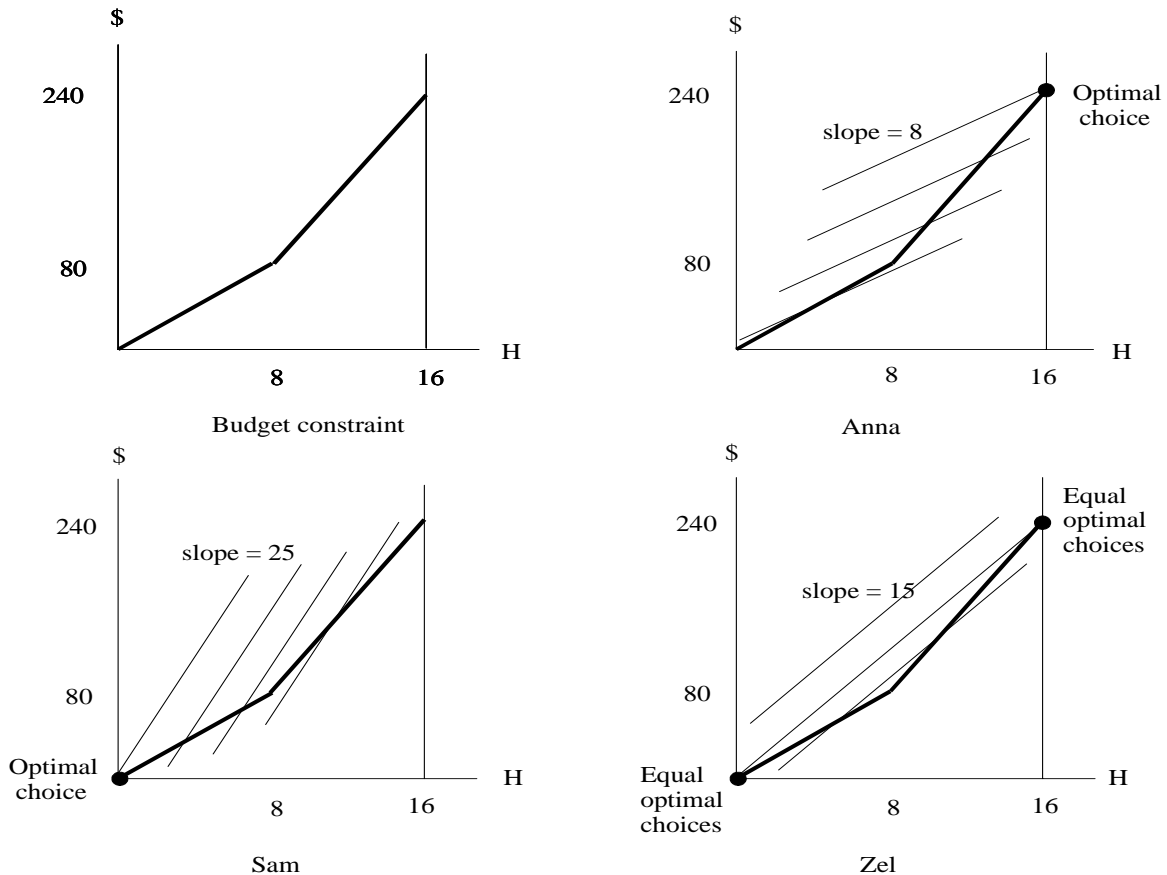 $
240
80
8
16
H
Budget constraint
$
240
slope = 8
Optimal
choice
80
8
16
H
Anna
$
240
slope = 25
80
Optimal
choice
8
16
H
Sam
$
240
slope = 15
Equal
optimal
choices
80
Equal
optimal
choices
8
16
H
Zel